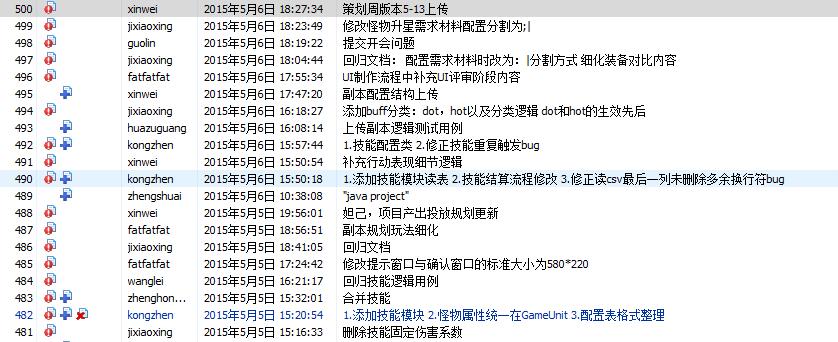 500 xinwei 2015年5月6日 18:27:34 策划周版本5-13上传
499 jixiaoxing 2015年5月6日 18:23:49 修改怪物升星需求材料配置分割为;|
498 guolin 2015年5月6日 18:19:22 提交开会问题
497 jixiaoxing 2015年5月6日 18:04:44 回归文档： 配置需求材料时改为：|分割方式 细化装备对比内容
496 fatfatfat 2015年5月6日 17:55:34 UI制作流程中补充UI评审阶段内容
495 xinwei 2015年5月6日 17:47:20 副本配置结构上传
494 jixiaoxing 2015年5月6日 16:18:27 添加buff分类：dot，hot以及分类逻辑 dot和hot的生效先后
493 huazuguang 2015年5月6日 16:08:14 上传副本逻辑测试用例
492 kongzhen 2015年5月6日 15:57:44 1.技能配置类 2.修正技能重复触发bug
491 xinwei 2015年5月6日 15:50:54 补充行动表现细节逻辑
490 kongzhen 2015年5月6日 15:50:18 1.添加技能模块读表 2.技能结算流程修改 3.修正读csv最后一列未删除多余换行符bug
489 zhengshuai 2015年5月6日 10:38:08 "java project"
488 xinwei 2015年5月5日 19:56:01 妲己，项目产出投放规划更新
487 fatfatfat 2015年5月5日 18:56:51 副本规划玩法细化
486 jixiaoxing 2015年5月5日 18:41:05 回归文档
485 fatfatfat 2015年5月5日 17:24:42 修改提示窗口与确认窗口的标准大小为580*220
484 wanglei 2015年5月5日 16:21:17 回归技能逻辑用例
483 zhenghon... 2015年5月5日 15:32:01 合并技能
482 kongzhen 2015年5月5日 15:20:54 1.添加技能模块 2.怪物属性统一在GameUnit 3.配置表格式整理
481 jixiaoxing 2015年5月5日 15:16:33 删除技能固定伤害系数